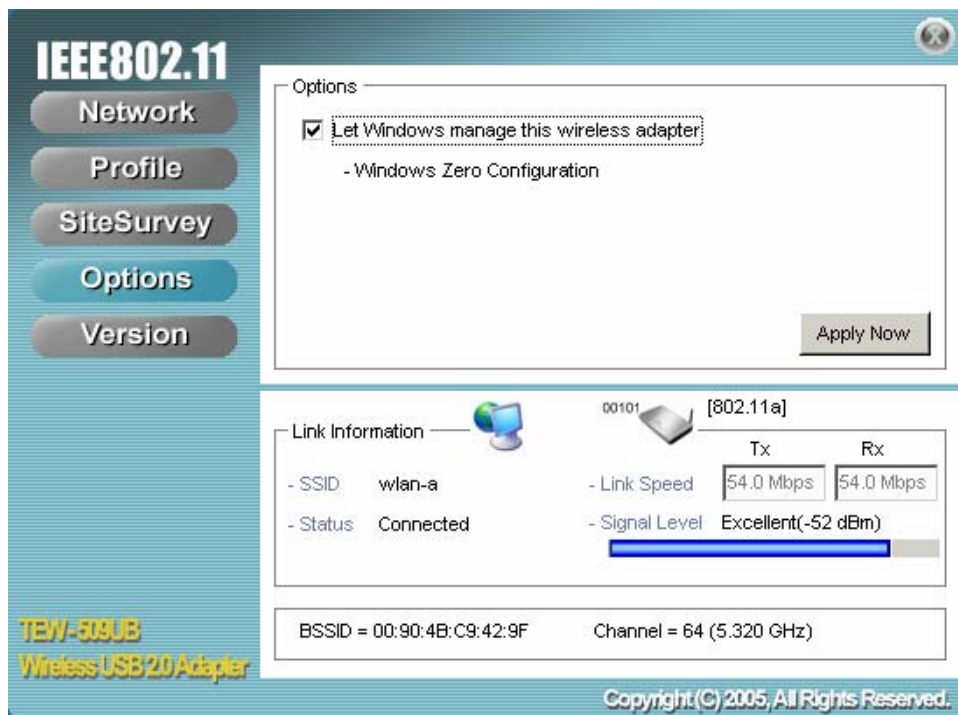 IEEE802.11
Network
Profile
SiteSurvey
Options
Version
Options
Let Windows manage this wireless adapter
- Windows Zero Configuration
Apply Now
Link Information
00101
[802.11a]
Tx Rx
- SSID wlan-a
- Link Speed 54.0 Mbps 54.0 Mbps
- Status Connected
- Signal Level Excellent(-52 dBm)
BSSID = 00:90:4B:C9:42:9F Channel = 64 (5.320 GHz)
TEW-509UB
Wireless USB 2.0 Adapter
Copyright (C) 2005, All Rights Reserved.